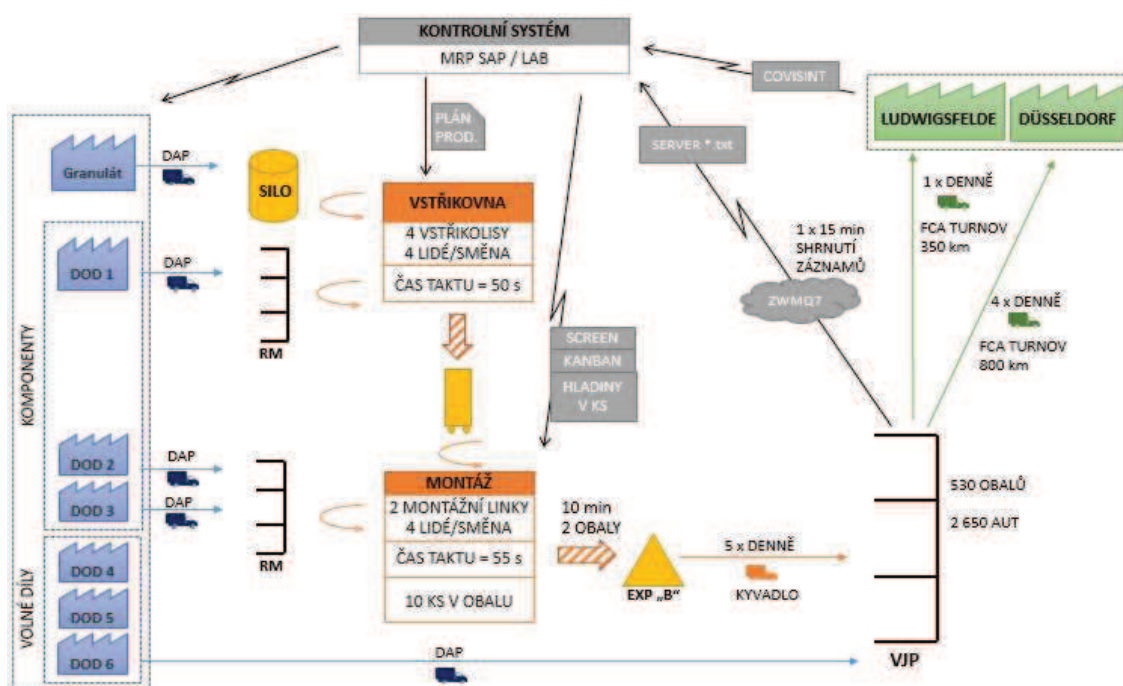 KONTROLNÍ SYSTÉM
MRP SAP / LAB
COVISINT
LUDWIGSFELDE
DÜSSELDORF
PLÁN
PROD.
SERVER *.txt
Granulát
DAP
SILO
VSTŘIKOVNA
4 VSTŘIKOLISY
4 LIDÉ/SMĚNA
ČAS TAKTU = 50 s
1 x DENNĚ
FCA TURNOV
350 km
1 x 15 min
SHRNUTÍ
ZÁZNAMŮ
ZWMQ7
4 x DENNĚ
FCA TURNOV
800 km
KOMPONENTY
DOD 1
DAP
RM
SCREEN
KANBAN
HLADINY
V KS
DOD 2
DAP
DOD 3
DAP
RM
MONTÁŽ
2 MONTÁŽNÍ LINKY
4 LIDÉ/SMĚNA
ČAS TAKTU = 55 s
10 KS V OBALU
10 min
2 OBALY
EXP „B“
5 x DENNĚ
KYVADLO
530 OBALŮ
2 650 AUT
VJP
VOLNÉ DÍLY
DOD 4
DOD 5
DOD 6
DAP